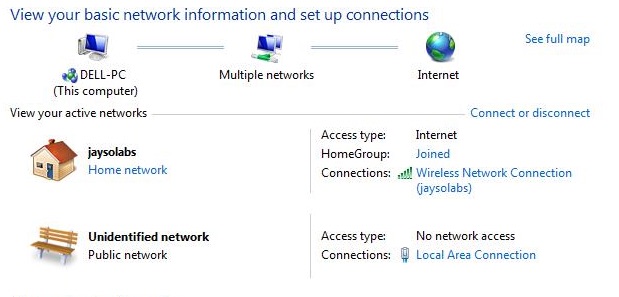 View your basic network information and set up connections
See full map
DELL-PC
(This computer)
Multiple networks
Internet
View your active networks
Connect or disconnect
jaysolabs
Home network
Access type: Internet
HomeGroup: Joined
Connections: Wireless Network Connection
(jaysolabs)
Unidentified network
Public network
Access type: No network access
Connections: Local Area Connection